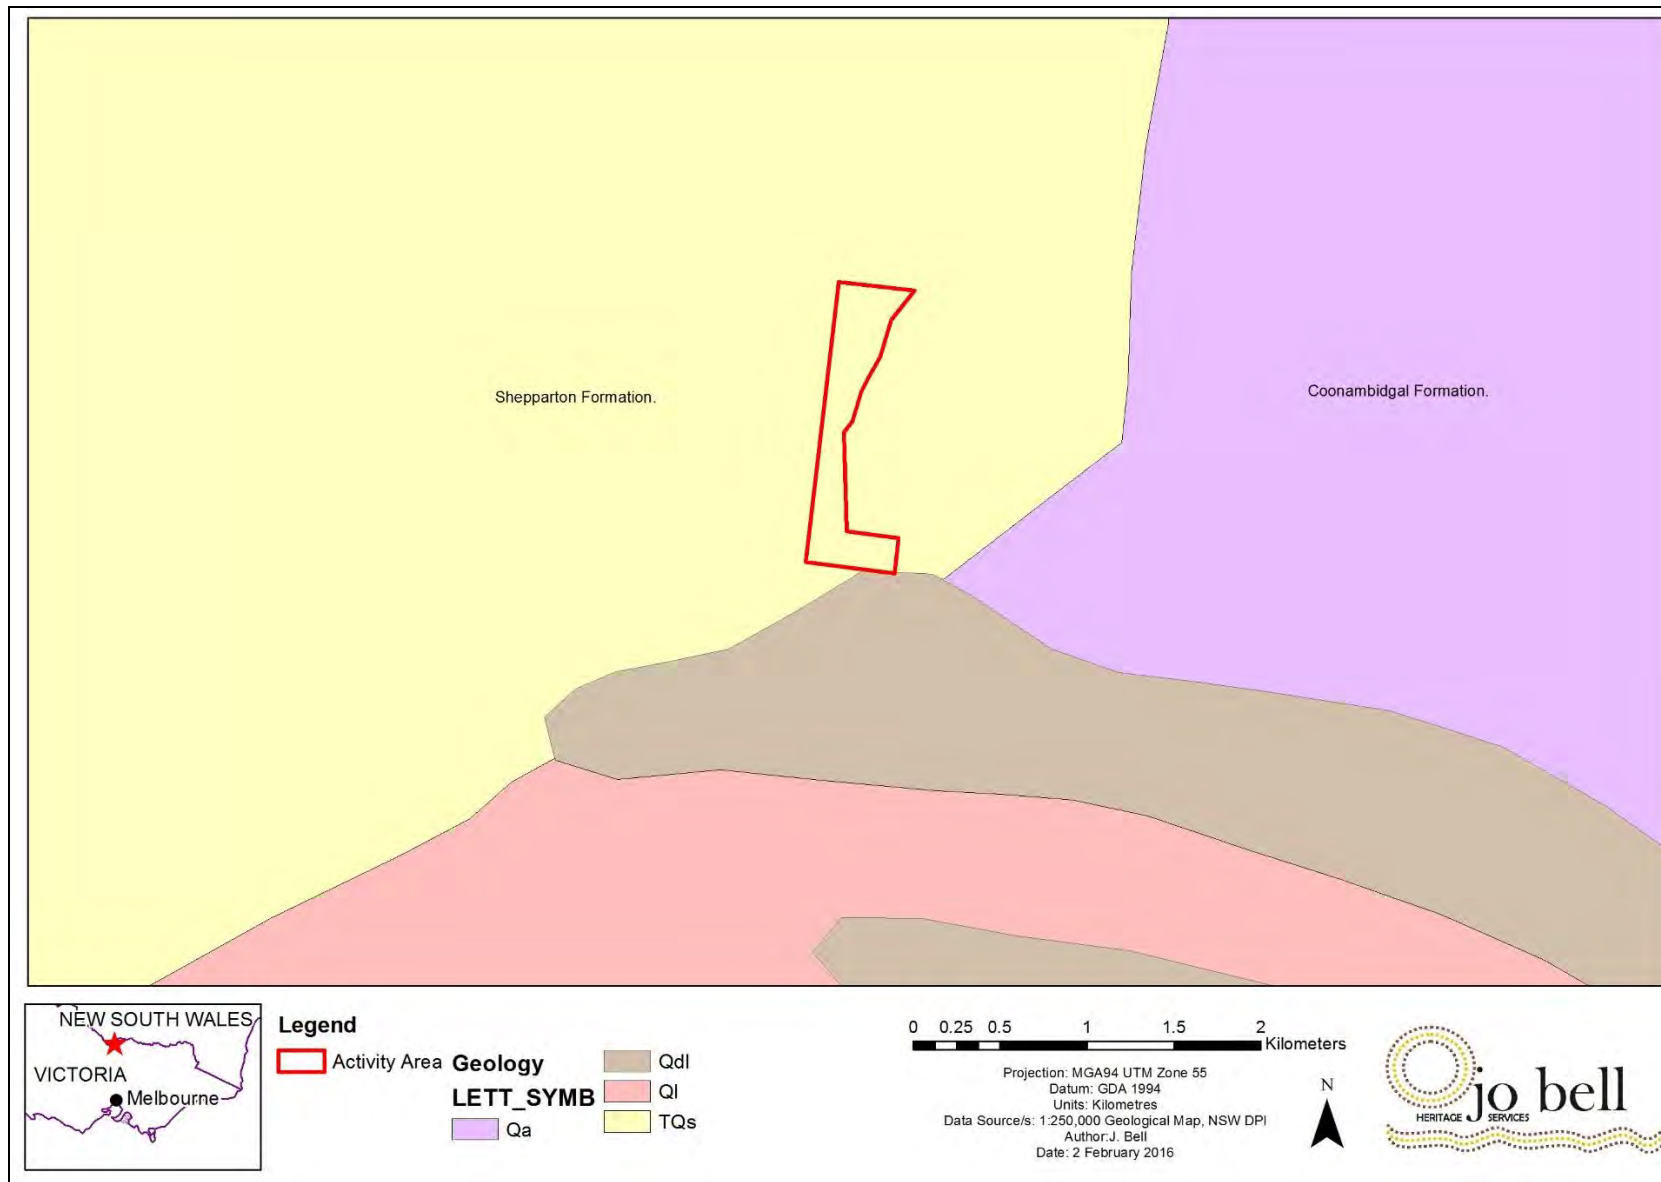 Shepparton Formation.
Coonambidgal Formation.
NEW SOUTH WALES
VICTORIA
Melbourne
Legend
Activity Area
Geology
LETT_SYMB
Qa
Qdl
Ql
TQs
0 0.25 0.5 1 1.5 2
Kilometers
Projection: MGA94 UTM Zone 55
Datum: GDA 1994
Units: Kilometres
Data Source/s: 1:250,000 Geological Map, NSW DPI
Author:J. Bell
Date: 2 February 2016
N
jo bell
HERITAGE SERVICES